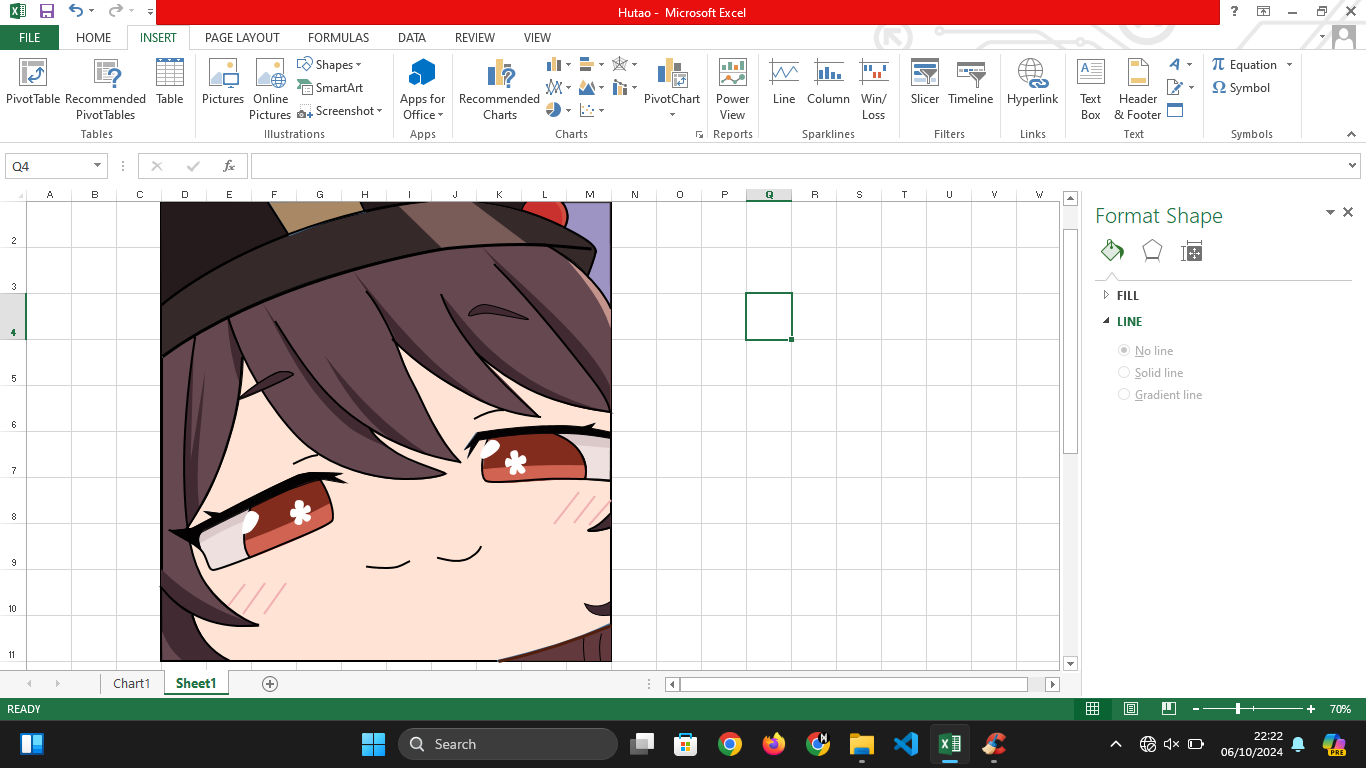 Hutao - Microsoft Excel
?
FILE HOME INSERT PAGE LAYOUT FORMULAS DATA REVIEW VIEW
PivotTable
Recommended
PivotTables
Table
Tables
Pictures
Online
Pictures
Shapes
SmartArt
Screenshot
Illustrations
Apps for
Office
Apps
Recommended
Charts
PivotChart
Charts
Power
View
Reports
Line
Column
Win/
Loss
Sparklines
Slicer
Timeline
Filters
Hyperlink
Links
Text
Box
Header
& Footer
Text
π Equation
Ω Symbol
Symbols
Q4
fx
A B C D E F G H I J K L M N O P Q R S T U V W
2
3
4
5
6
7
8
9
10
11
Format Shape
FILL
LINE
No line
Solid line
Gradient line
Chart1
Sheet1
READY
70%
Search
22:22
06/10/2024
PRE